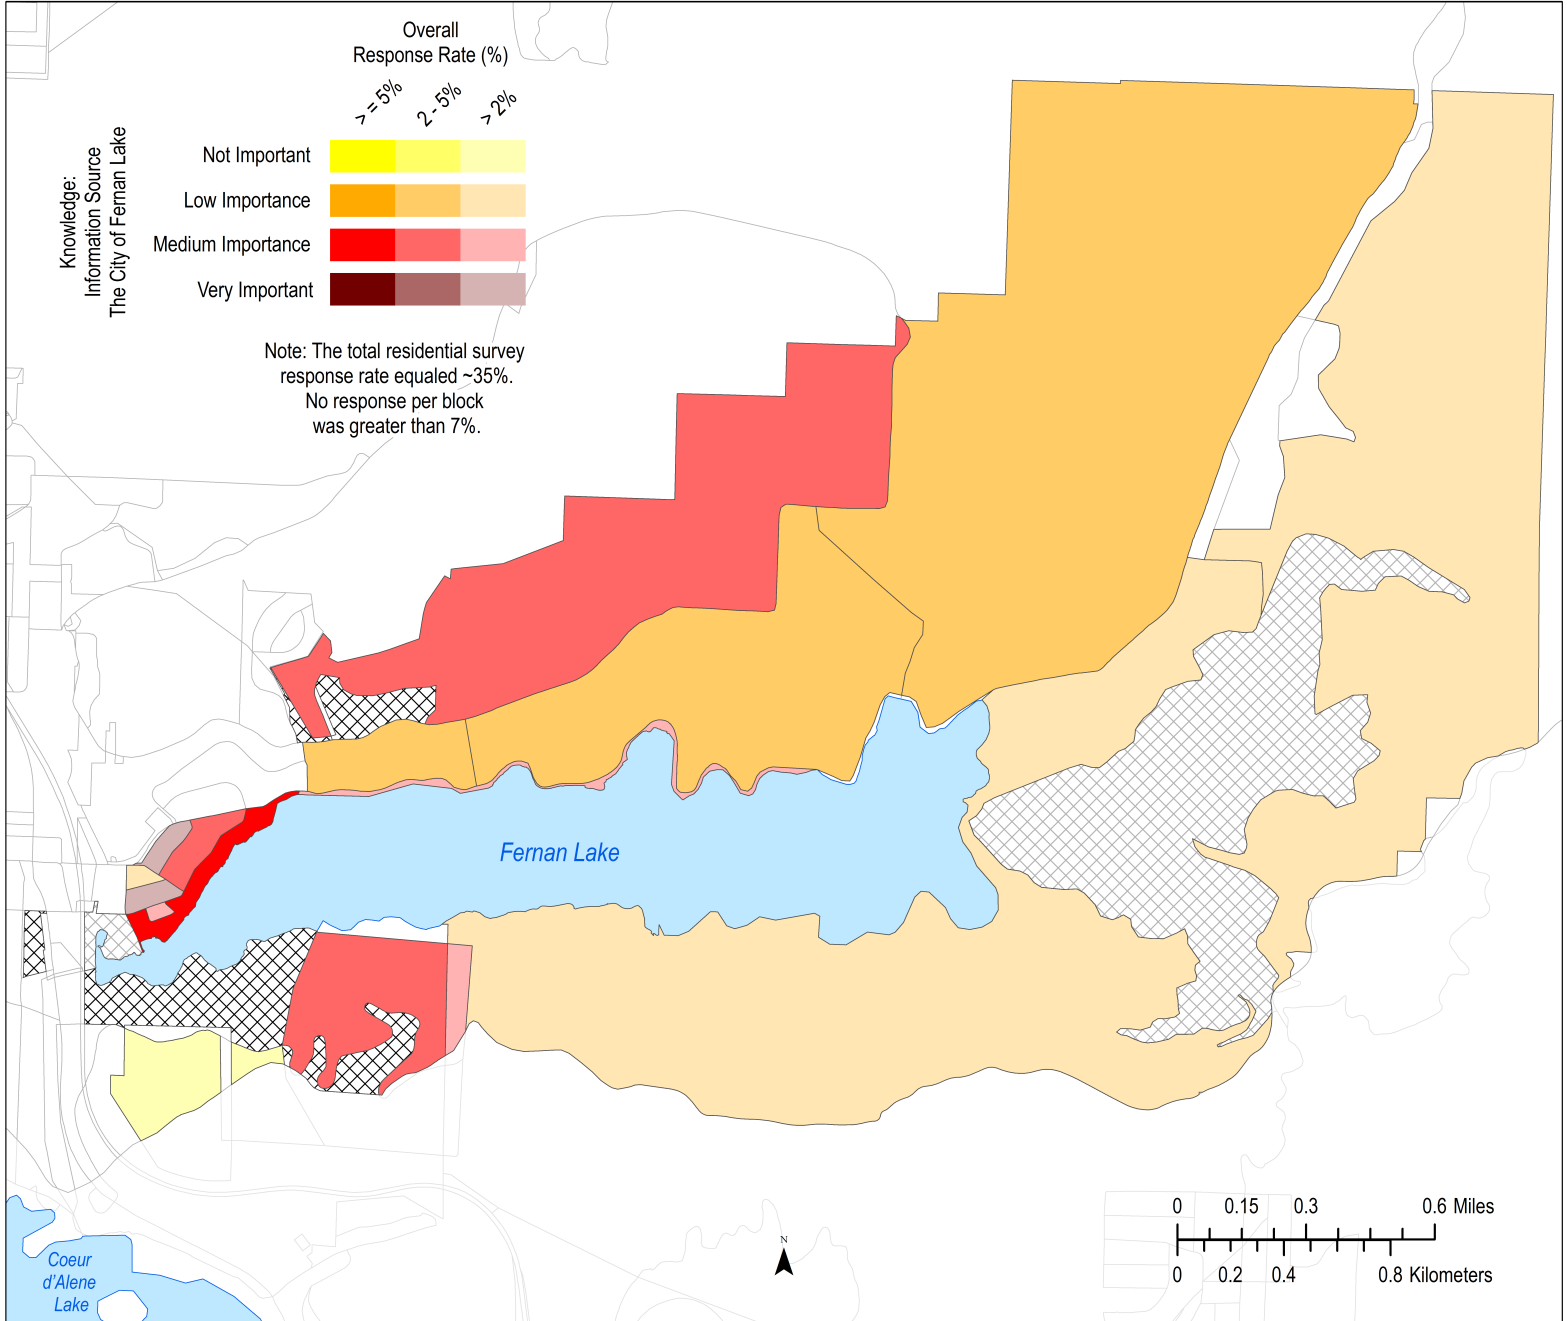 Overall
Response Rate (%)
> = 5%
2 - 5%
> 2%
Knowledge:
Information Source
The City of Fernan Lake
Not Important
Low Importance
Medium Importance
Very Important
Note: The total residential survey
response rate equaled ~35%.
No response per block
was greater than 7%.
Fernan Lake
Coeur
d'Alene
Lake
N
0 0.15 0.3 0.6 Miles
0 0.2 0.4 0.8 Kilometers